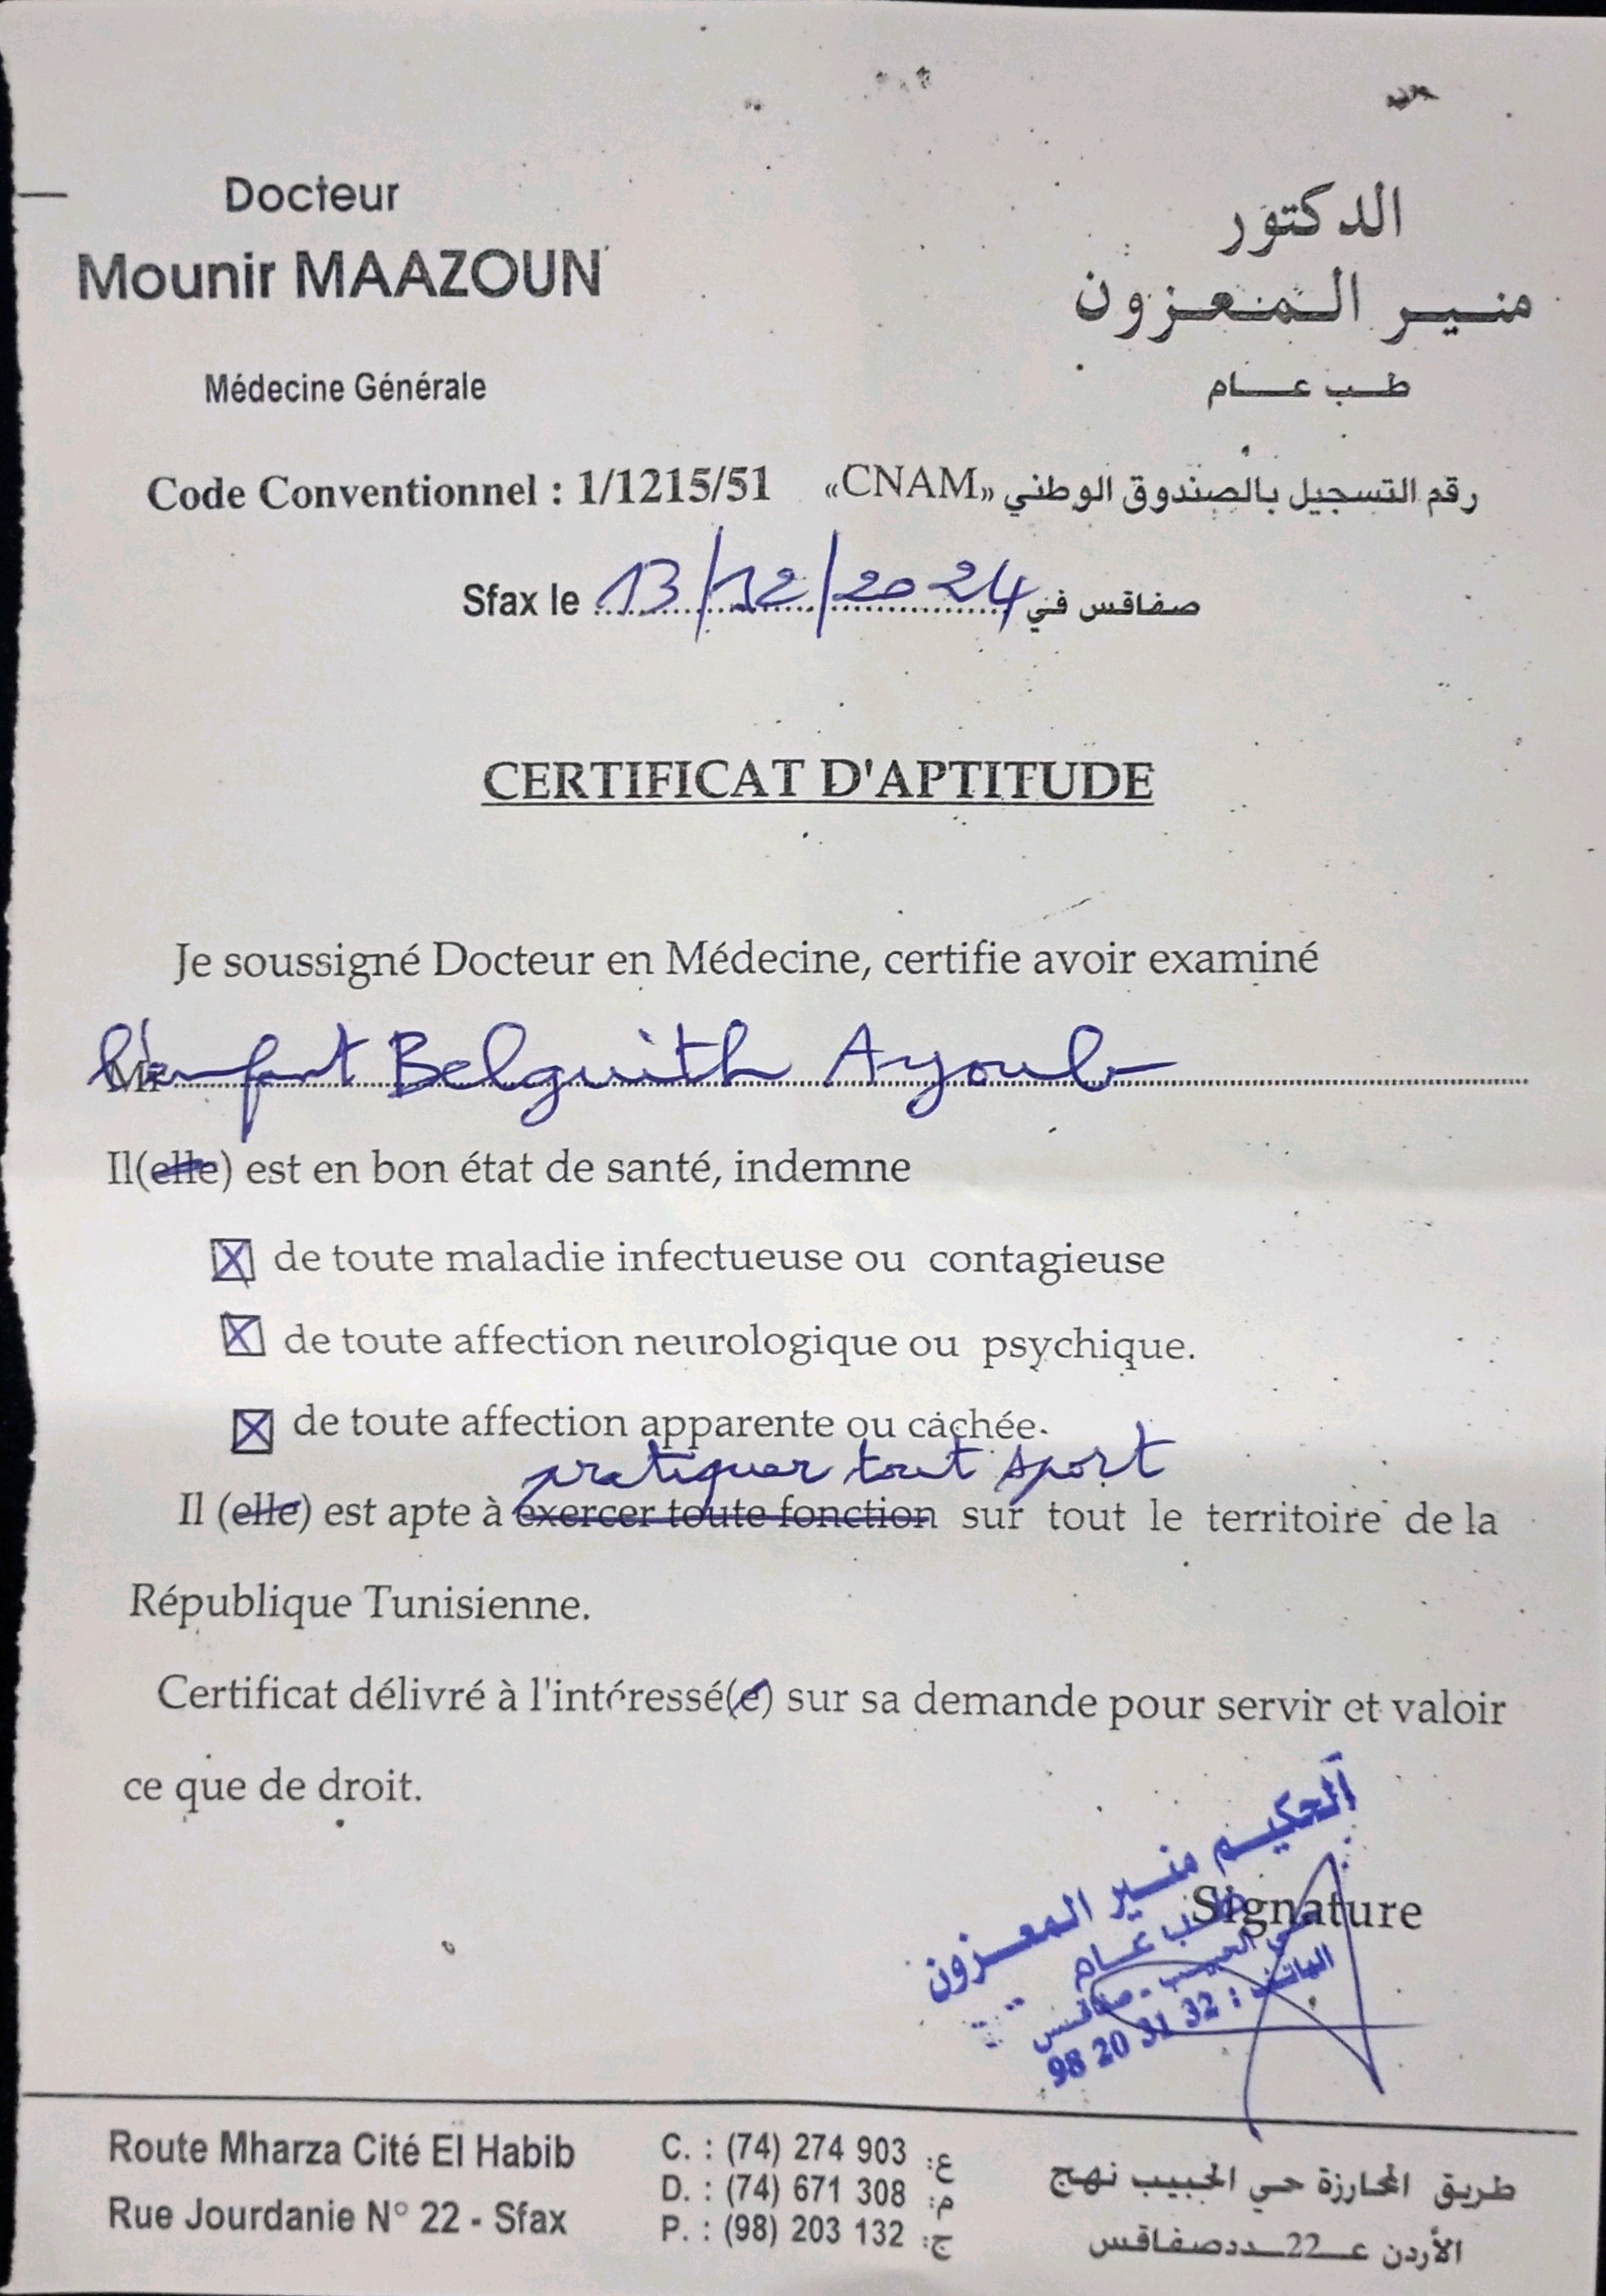 Docteur
Mounir MAAZOUN
Médecine Générale
الدكتور
منير المعزون
طب عام
Code Conventionnel : 1/1215/51 رقم التسجيل بالصندوق الوطني «CNAM»
Sfax le 13/12/2024 صفاقس في
CERTIFICAT D'APTITUDE
Je soussigné Docteur en Médecine, certifie avoir examiné
l'enfant Belguith Ayoub
Il(elle) est en bon état de santé, indemne
☒ de toute maladie infectueuse ou contagieuse
☒ de toute affection neurologique ou psychique.
☒ de toute affection apparente ou cachée.
pratiquer tout sport
Il (elle) est apte à exercer toute fonction sur tout le territoire de la
République Tunisienne.
Certificat délivré à l'intéressé(e) sur sa demande pour servir et valoir
ce que de droit.
Signature
الحكيم منير المعزون
طب عام
حي الحبيب - صفاقس
الهاتف : 98 20 31 32
Route Mharza Cité El Habib
Rue Jourdanie N° 22 - Sfax
C. : (74) 274 903 ع:
D. : (74) 671 308 م:
P. : (98) 203 132 ج:
طريق المحارزة حي الحبيب نهج
الأردن عـ22ـدد صفاقس